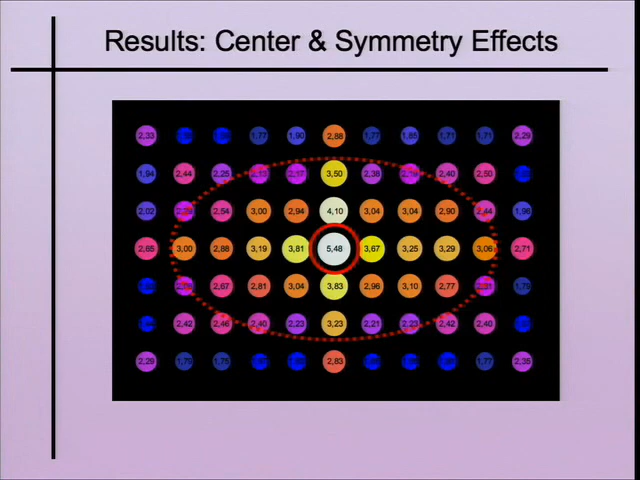 Results: Center & Symmetry Effects
2,33 1,77 1,90 2,88 1,77 1,85 1,71 1,71 2,29
1,94 2,44 2,25 2,13 2,17 3,50 2,38 2,40 2,50
2,02 2,54 3,00 2,94 4,10 3,04 3,04 2,90 2,44 1,96
2,65 3,00 2,88 3,19 3,81 5,48 3,67 3,25 3,29 3,06 2,71
2,67 2,81 3,04 3,83 2,96 3,10 2,77 2,31 1,79
2,42 2,46 2,40 2,23 3,23 2,21 2,23 2,42 2,40
2,29 1,79 1,75 2,83 1,77 2,35